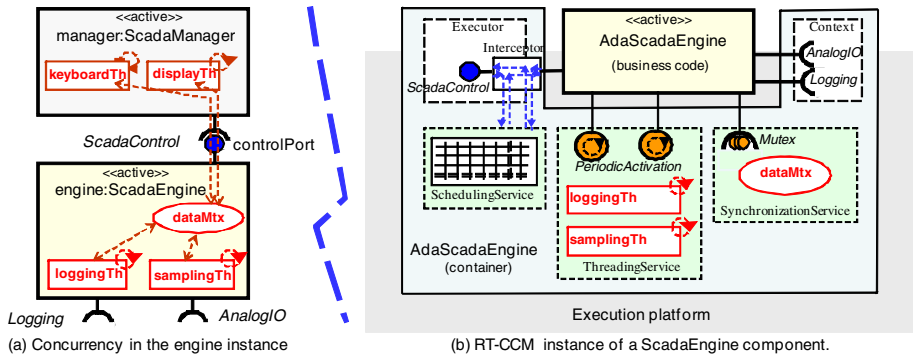 <<active>>
manager:ScadaManager
keyboardTh
displayTh
ScadaControl
controlPort
<<active>>
engine:ScadaEngine
dataMtx
loggingTh
samplingTh
Logging
AnalogIO
(a) Concurrency in the engine instance
Executor
Interceptor
ScadaControl
<<active>>
AdaScadaEngine
(business code)
Context
AnalogIO
Logging
SchedulingService
PeriodicActivation
loggingTh
samplingTh
ThreadingService
Mutex
dataMtx
SynchronizationService
AdaScadaEngine
(container)
Execution platform
(b) RT-CCM instance of a ScadaEngine component.